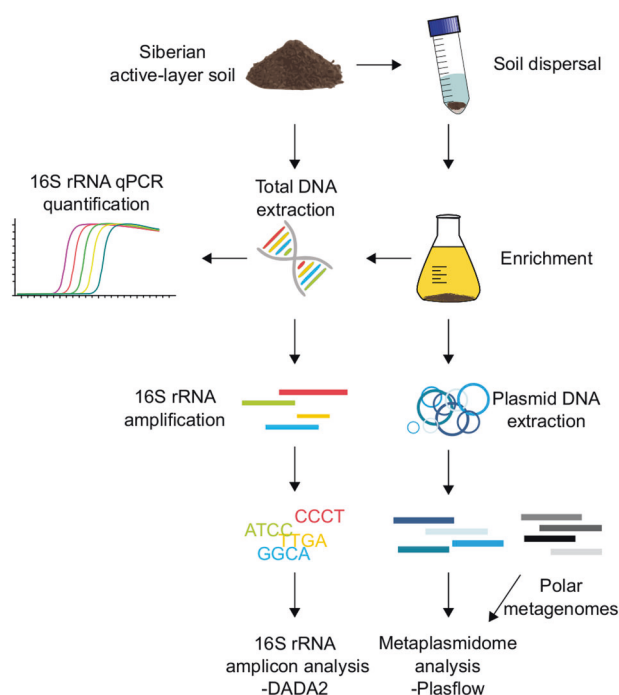 Siberian
active-layer soil
Soil dispersal
16S rRNA qPCR
quantification
Total DNA
extraction
Enrichment
16S rRNA
amplification
Plasmid DNA
extraction
CCCT
ATCC
TTGA
GGCA
Polar
metagenomes
16S rRNA
amplicon analysis
-DADA2
Metaplasmidome
analysis
-Plasflow